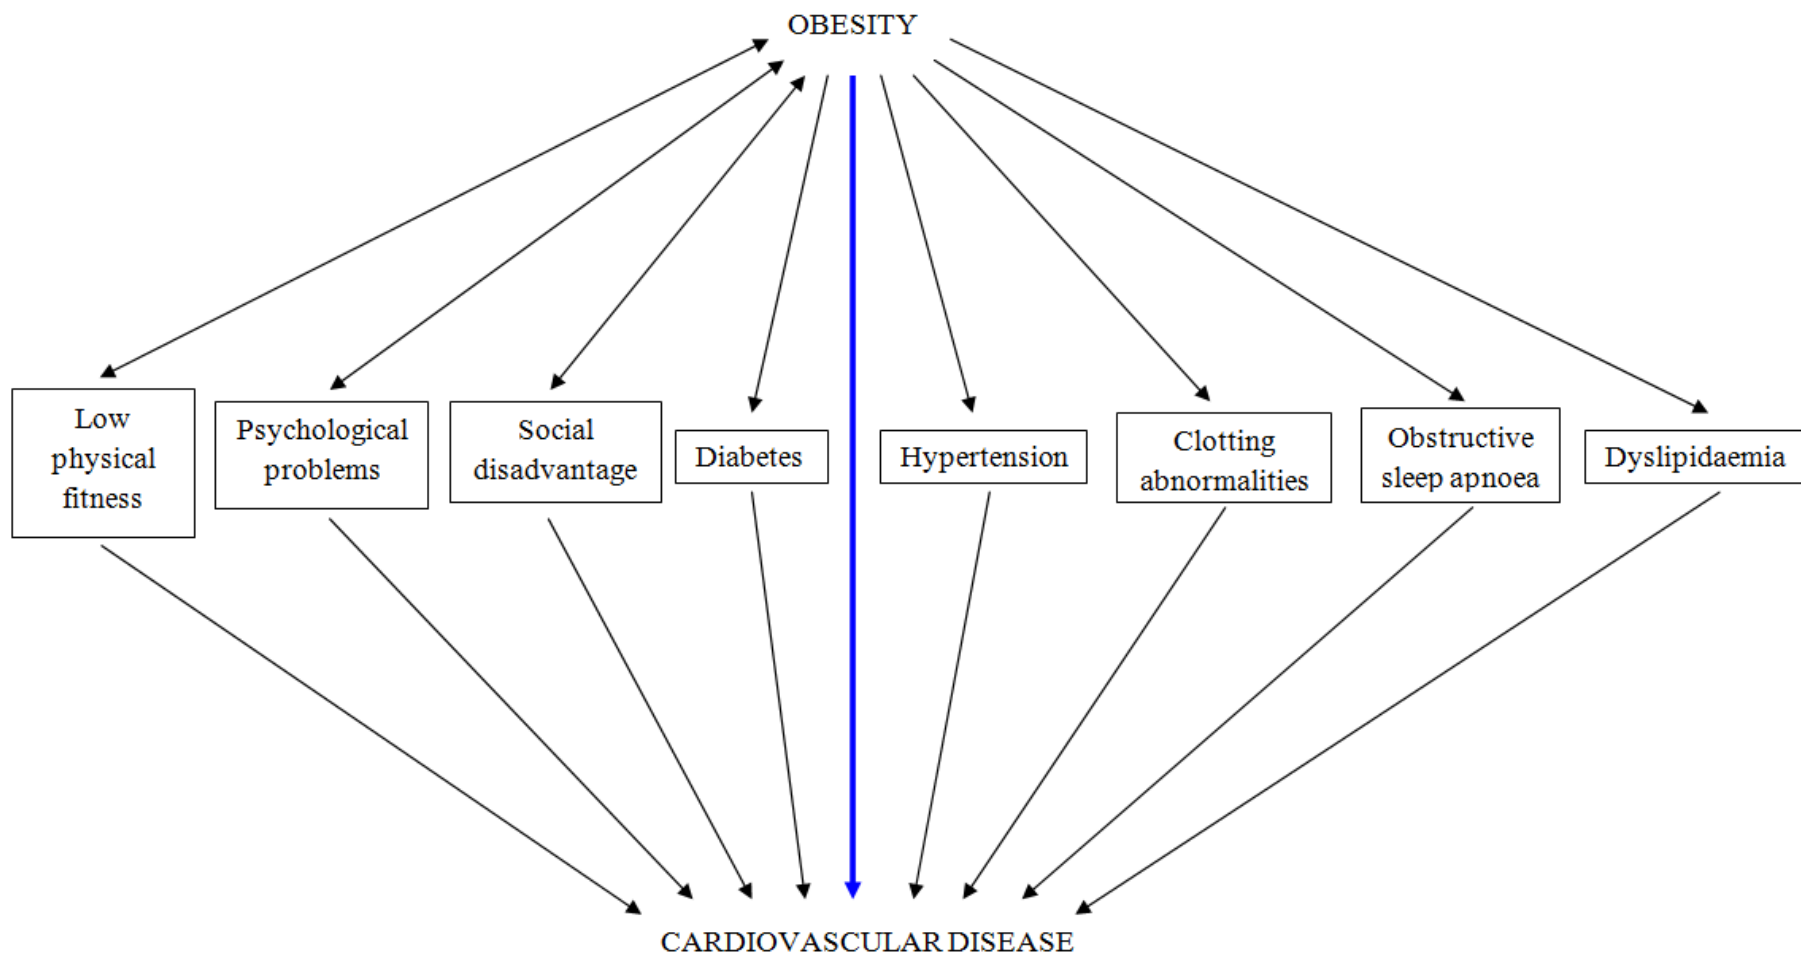 OBESITY
Low
physical
fitness
Psychological
problems
Social
disadvantage
Diabetes
Hypertension
Clotting
abnormalities
Obstructive
sleep apnoea
Dyslipidaemia
CARDIOVASCULAR DISEASE